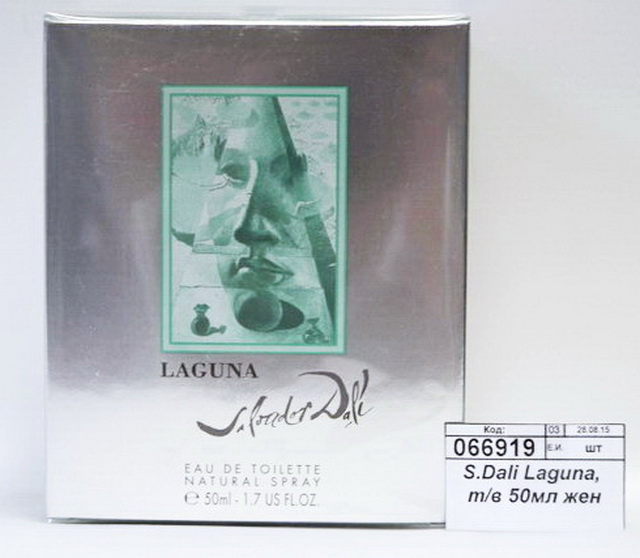 LAGUNA
Salvador Dalí
EAU DE TOILETTE
NATURAL SPRAY
℮ 50ml - 1.7 US FL.OZ.
Код: 03 28.08.15
066919 Е.И. шт
S.Dali Laguna,
т/в 50мл жен